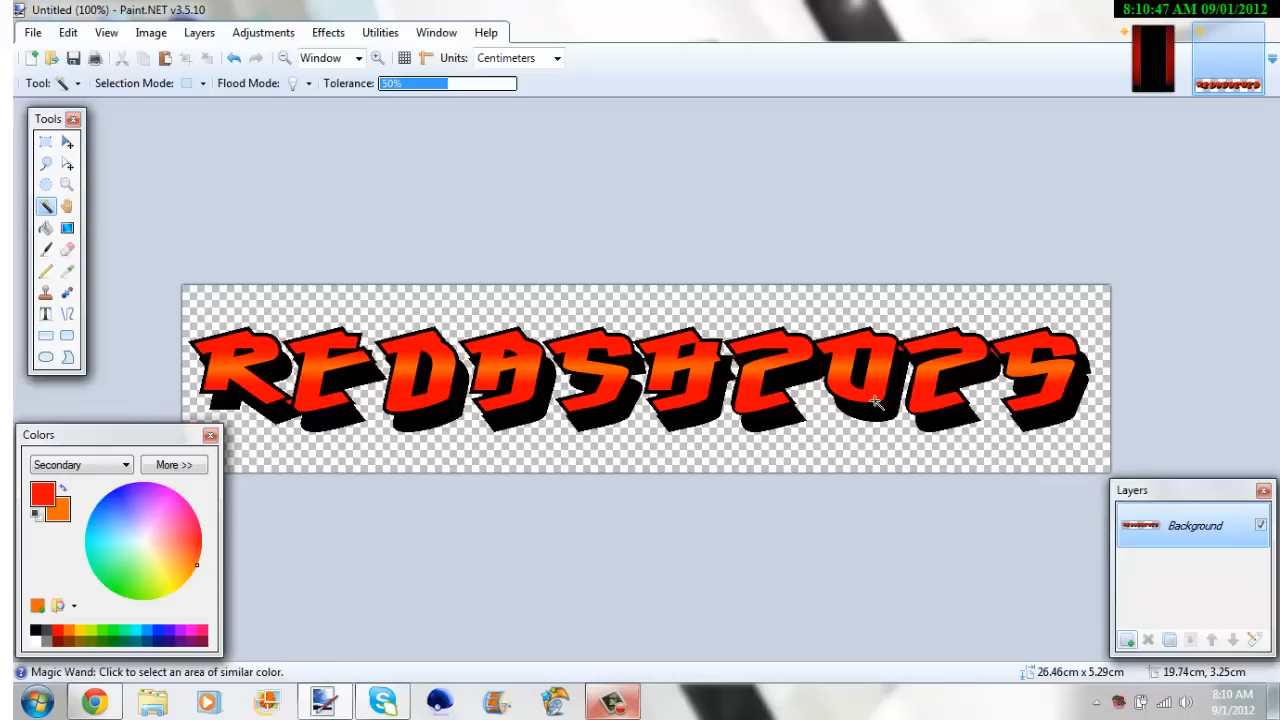 Untitled (100%) - Paint.NET v3.5.10
8:10:47 AM 09/01/2012
File Edit View Image Layers Adjustments Effects Utilities Window Help
Window Units: Centimeters
Tool: Selection Mode: Flood Mode: Tolerance: 50%
Tools
REDASH2025
Colors
Secondary More >>
Layers
Background
Magic Wand: Click to select an area of similar color.
26.46cm x 5.29cm 19.74cm, 3.25cm
8:10 AM
9/1/2012